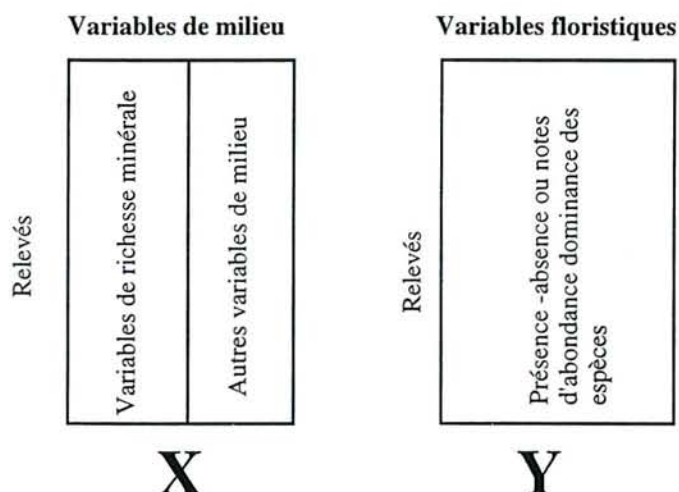 Variables de milieu
Relevés
Variables de richesse minérale
Autres variables de milieu
X
Variables floristiques
Relevés
Présence -absence ou notes
d'abondance dominance des
espèces
Y